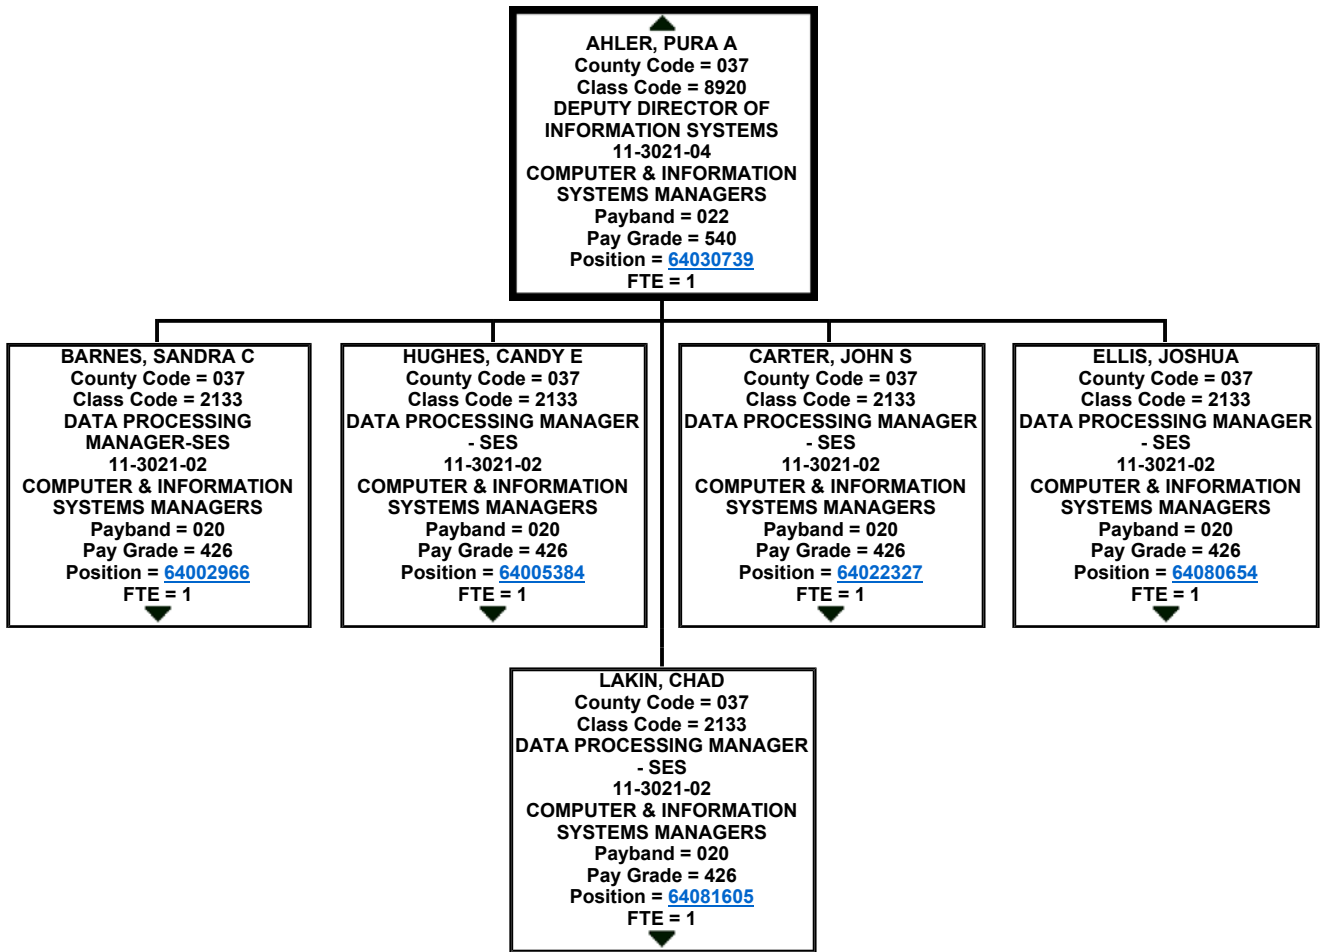 AHLER, PURA A
County Code = 037
Class Code = 8920
DEPUTY DIRECTOR OF
INFORMATION SYSTEMS
11-3021-04
COMPUTER & INFORMATION
SYSTEMS MANAGERS
Payband = 022
Pay Grade = 540
Position = 64030739
FTE = 1
BARNES, SANDRA C
County Code = 037
Class Code = 2133
DATA PROCESSING
MANAGER-SES
11-3021-02
COMPUTER & INFORMATION
SYSTEMS MANAGERS
Payband = 020
Pay Grade = 426
Position = 64002966
FTE = 1
HUGHES, CANDY E
County Code = 037
Class Code = 2133
DATA PROCESSING MANAGER
- SES
11-3021-02
COMPUTER & INFORMATION
SYSTEMS MANAGERS
Payband = 020
Pay Grade = 426
Position = 64005384
FTE = 1
CARTER, JOHN S
County Code = 037
Class Code = 2133
DATA PROCESSING MANAGER
- SES
11-3021-02
COMPUTER & INFORMATION
SYSTEMS MANAGERS
Payband = 020
Pay Grade = 426
Position = 64022327
FTE = 1
ELLIS, JOSHUA
County Code = 037
Class Code = 2133
DATA PROCESSING MANAGER
- SES
11-3021-02
COMPUTER & INFORMATION
SYSTEMS MANAGERS
Payband = 020
Pay Grade = 426
Position = 64080654
FTE = 1
LAKIN, CHAD
County Code = 037
Class Code = 2133
DATA PROCESSING MANAGER
- SES
11-3021-02
COMPUTER & INFORMATION
SYSTEMS MANAGERS
Payband = 020
Pay Grade = 426
Position = 64081605
FTE = 1